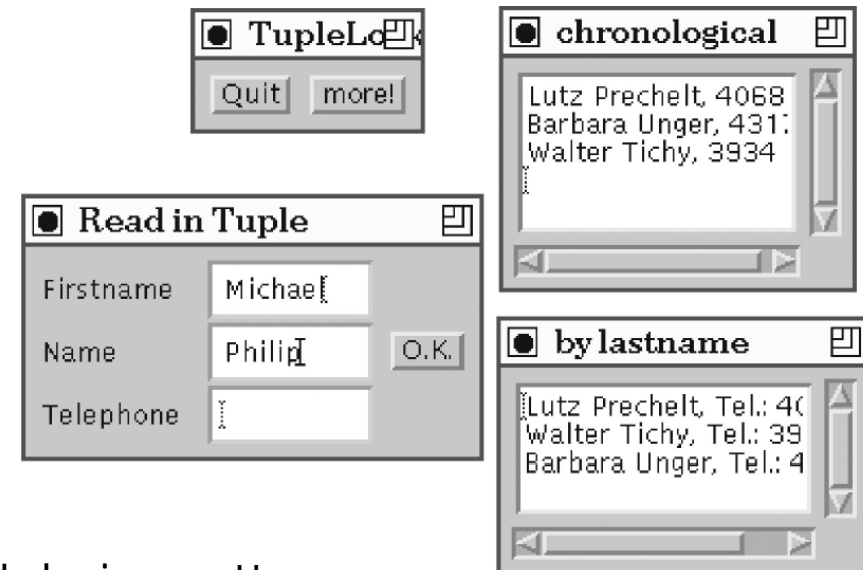 TupleLo
Quit more!
chronological
Lutz Prechelt, 4068
Barbara Unger, 431
Walter Tichy, 3934
Read in Tuple
Firstname Michael
Name Philip O.K.
Telephone
by lastname
Lutz Prechelt, Tel.: 4
Walter Tichy, Tel.: 39
Barbara Unger, Tel.: 4